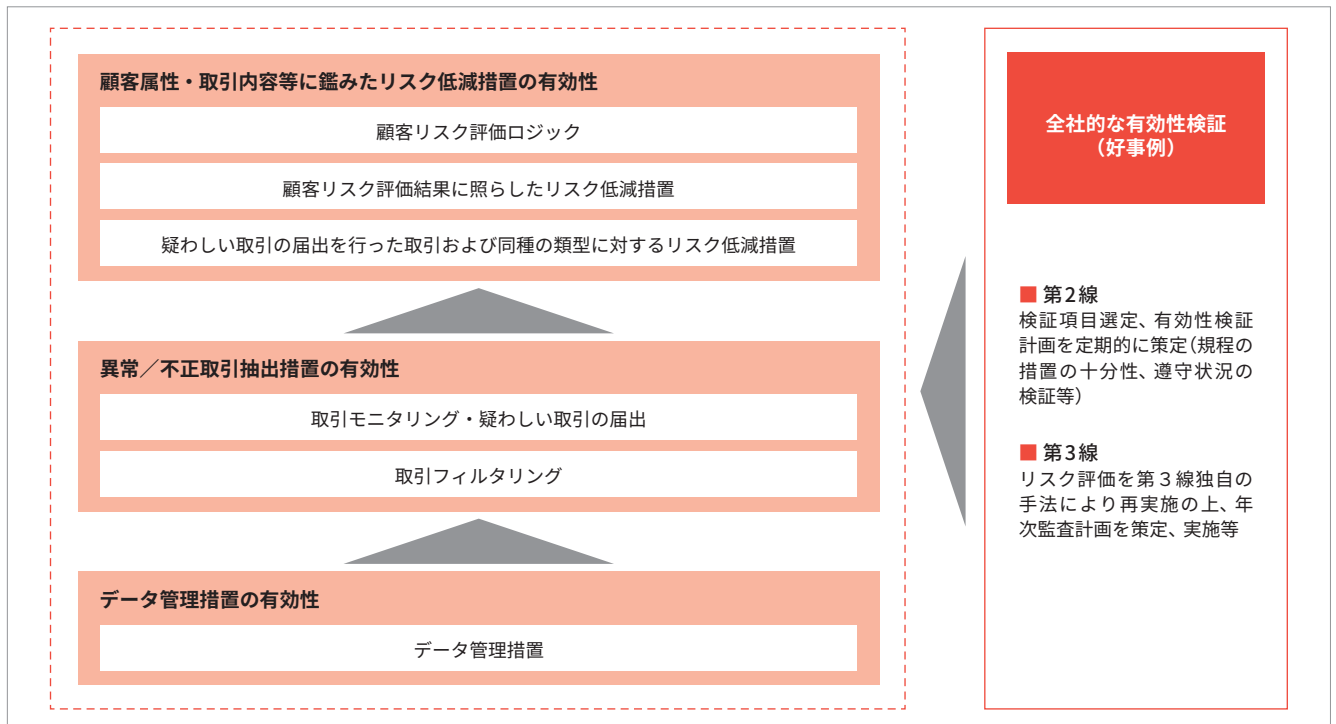 顧客属性・取引内容等に鑑みたリスク低減措置の有効性
顧客リスク評価ロジック
顧客リスク評価結果に照らしたリスク低減措置
疑わしい取引の届出を行った取引および同種の類型に対するリスク低減措置
異常／不正取引抽出措置の有効性
取引モニタリング・疑わしい取引の届出
取引フィルタリング
データ管理措置の有効性
データ管理措置
全社的な有効性検証
（好事例）
■ 第2線
検証項目選定、有効性検証
計画を定期的に策定（規程の
措置の十分性、遵守状況の
検証等）
■ 第3線
リスク評価を第３線独自の
手法により再実施の上、年
次監査計画を策定、実施等